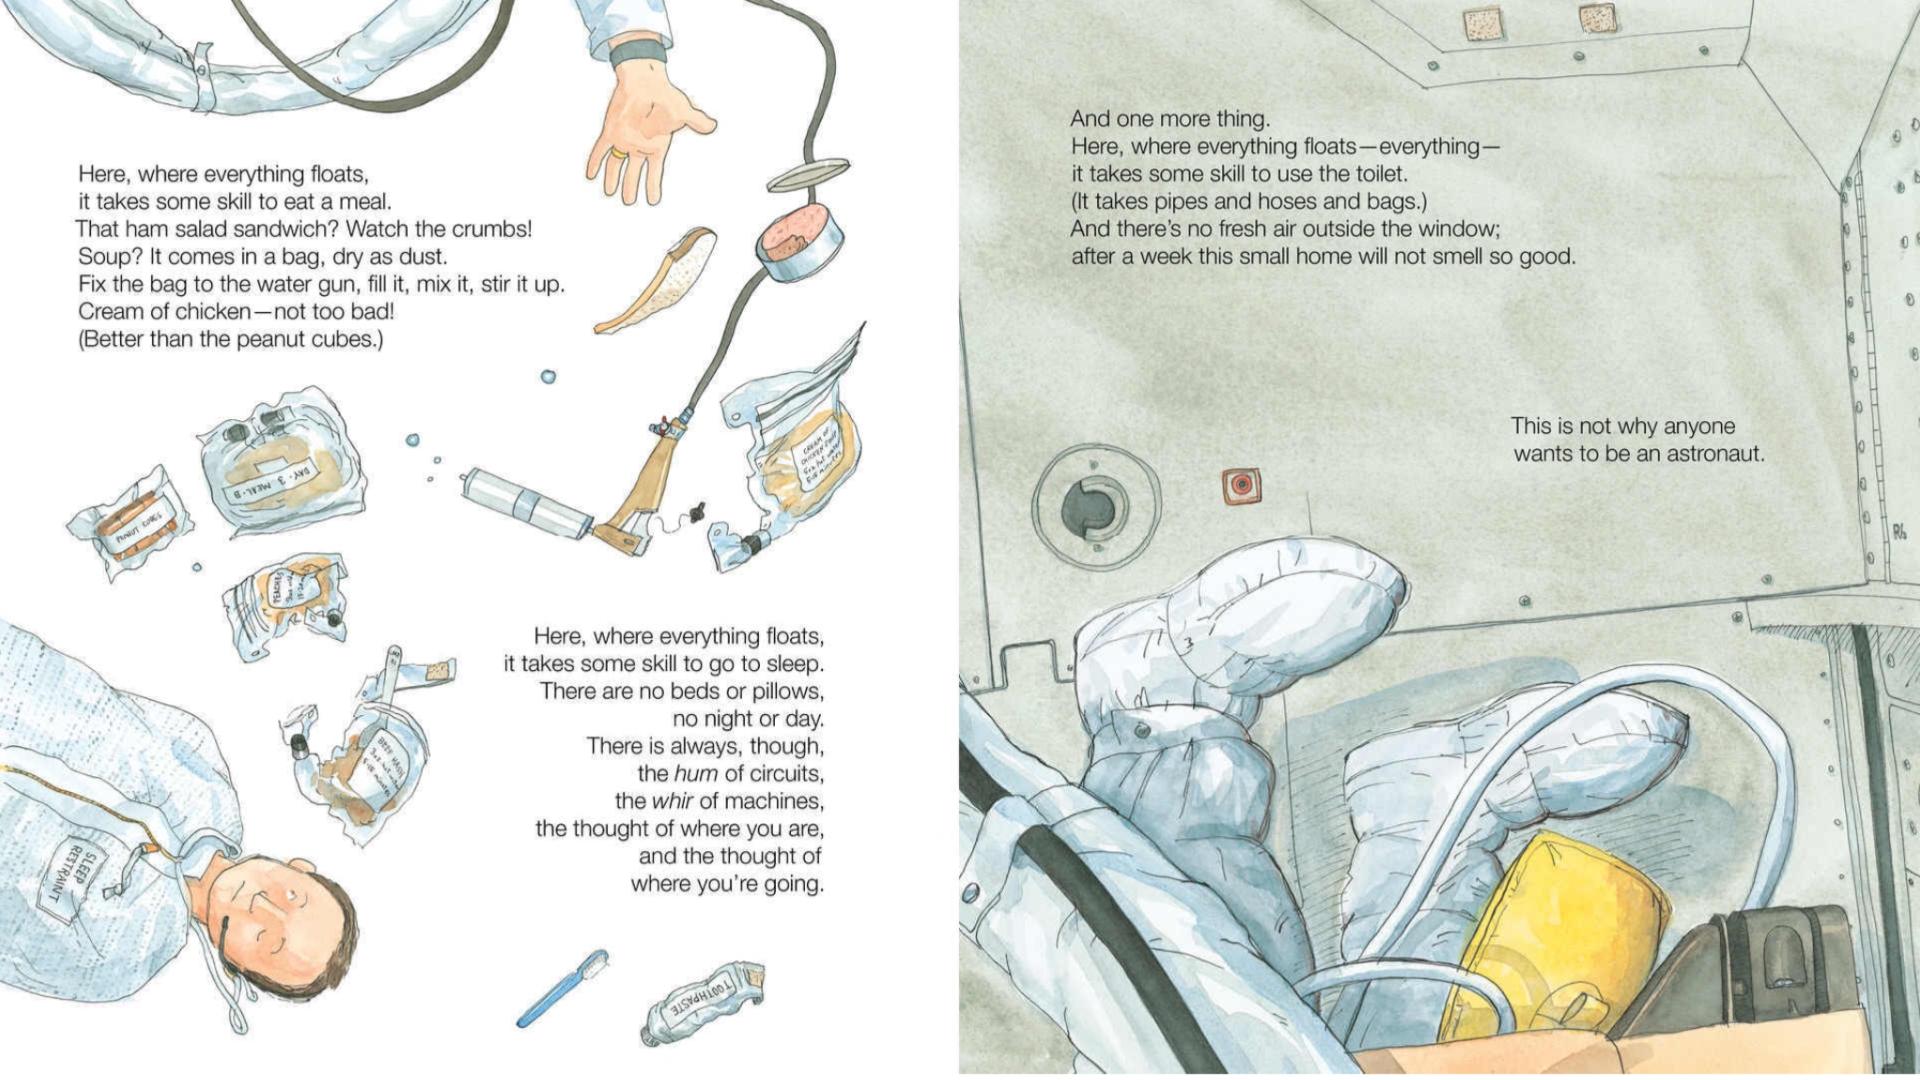 Here, where everything floats,
it takes some skill to eat a meal.
That ham salad sandwich? Watch the crumbs!
Soup? It comes in a bag, dry as dust.
Fix the bag to the water gun, fill it, mix it, stir it up.
Cream of chicken—not too bad!
(Better than the peanut cubes.)
CREAM OF
CHICKEN SOUP
DAY · 3 MEAL · B
PEANUT CUBES
PEACHES
BEEF HASH
SLEEP
RESTRAINT
Here, where everything floats,
it takes some skill to go to sleep.
There are no beds or pillows,
no night or day.
There is always, though,
the hum of circuits,
the whir of machines,
the thought of where you are,
and the thought of
where you're going.
TOOTHPASTE
And one more thing.
Here, where everything floats—everything—
it takes some skill to use the toilet.
(It takes pipes and hoses and bags.)
And there's no fresh air outside the window;
after a week this small home will not smell so good.
This is not why anyone
wants to be an astronaut.